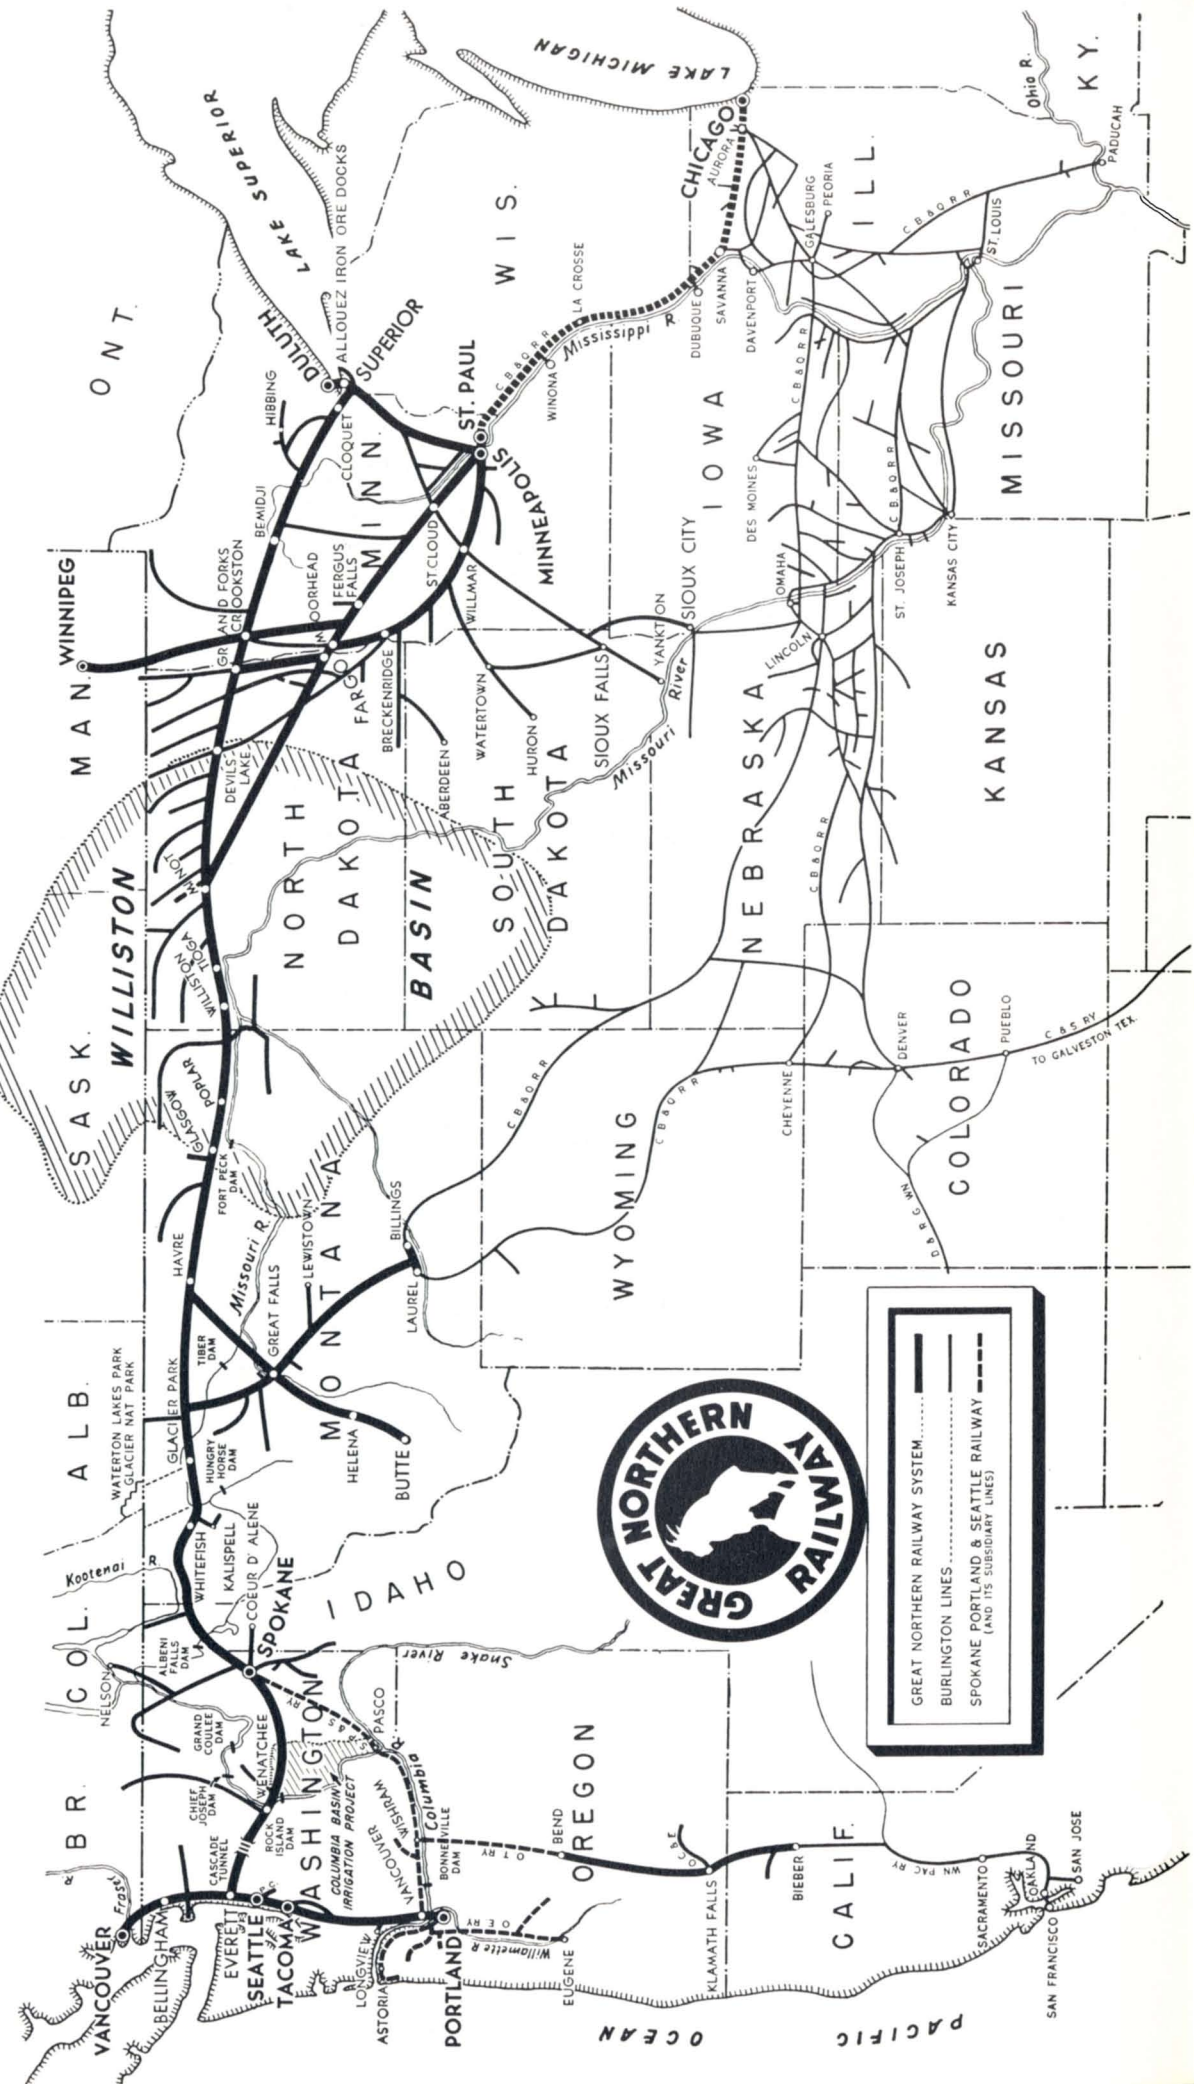 BR. COL.
ALB.
SASK.
MAN.
ONT.
VANCOUVER
Fraser
R
BELLINGHAM
EVERETT
SEATTLE
TACOMA
LONGVIEW
ASTORIA
PORTLAND
VANCOUVER
CASCADE
TUNNEL
ROCK
ISLAND
DAM
CHIEF
JOSEPH
DAM
WENATCHEE
GRAND
COULEE
DAM
NELSON
ALBENI
FALLS
DAM
Kootenai R.
WASHINGTON
COLUMBIA BASIN
IRRIGATION PROJECT
SPOKANE
COEUR D' ALENE
S P & S RY
PASCO
WISHRAM
Columbia R.
BONNEVILLE
DAM
Snake River
IDAHO
WHITEFISH
KALISPELL
HUNGRY
HORSE
DAM
WATERTON LAKES PARK
GLACIER NAT PARK
GLACIER PARK
TIBER
DAM
HAVRE
Missouri R.
GREAT FALLS
LEWISTOWN
HELENA
BUTTE
MONTANA
LAUREL
BILLINGS
FORT PECK
DAM
GLASGOW
POPLAR
WILLISTON
BASIN
WILLISTON
TIOGA
MINOT
NORTH
DAKOTA
DEVILS
LAKE
GRAND FORKS
CROOKSTON
WINNIPEG
FARGO
MOORHEAD
FERGUS
FALLS
BRECKENRIDGE
BEMIDJI
HIBBING
CLOQUET
MINN.
DULUTH
SUPERIOR
ALLOUEZ IRON ORE DOCKS
LAKE SUPERIOR
ST CLOUD
WILLMAR
MINNEAPOLIS
ST. PAUL
ABERDEEN
WATERTOWN
HURON
SOUTH
DAKOTA
SIOUX FALLS
YANKTON
SIOUX CITY
Missouri
River
C B & Q R R
WINONA
LA CROSSE
Mississippi R
WIS.
LAKE MICHIGAN
DUBUQUE
SAVANNA
DAVENPORT
CHICAGO
AURORA
GALESBURG
PEORIA
ILL.
C B & Q R R
ST. LOUIS
PADUCAH
Ohio R.
KY.
IOWA
DES MOINES
C B & Q R R
OMAHA
LINCOLN
C B & Q R R
ST. JOSEPH
KANSAS CITY
MISSOURI
NEBRASKA
C B & Q R R
KANSAS
WYOMING
C B & Q R R
C B & Q R R
CHEYENNE
DENVER
PUEBLO
COLORADO
D & R G W N
C & S RY
TO GALVESTON TEX.
OREGON
O T RY
BEND
O E RY
Willamette R
EUGENE
O C & E
KLAMATH FALLS
BIEBER
CALIF.
WN PAC RY
SACRAMENTO
OAKLAND
SAN FRANCISCO
SAN JOSE
PACIFIC
OCEAN
GREAT NORTHERN
RAILWAY
GREAT NORTHERN RAILWAY SYSTEM
BURLINGTON LINES
SPOKANE PORTLAND & SEATTLE RAILWAY
(AND ITS SUBSIDIARY LINES)